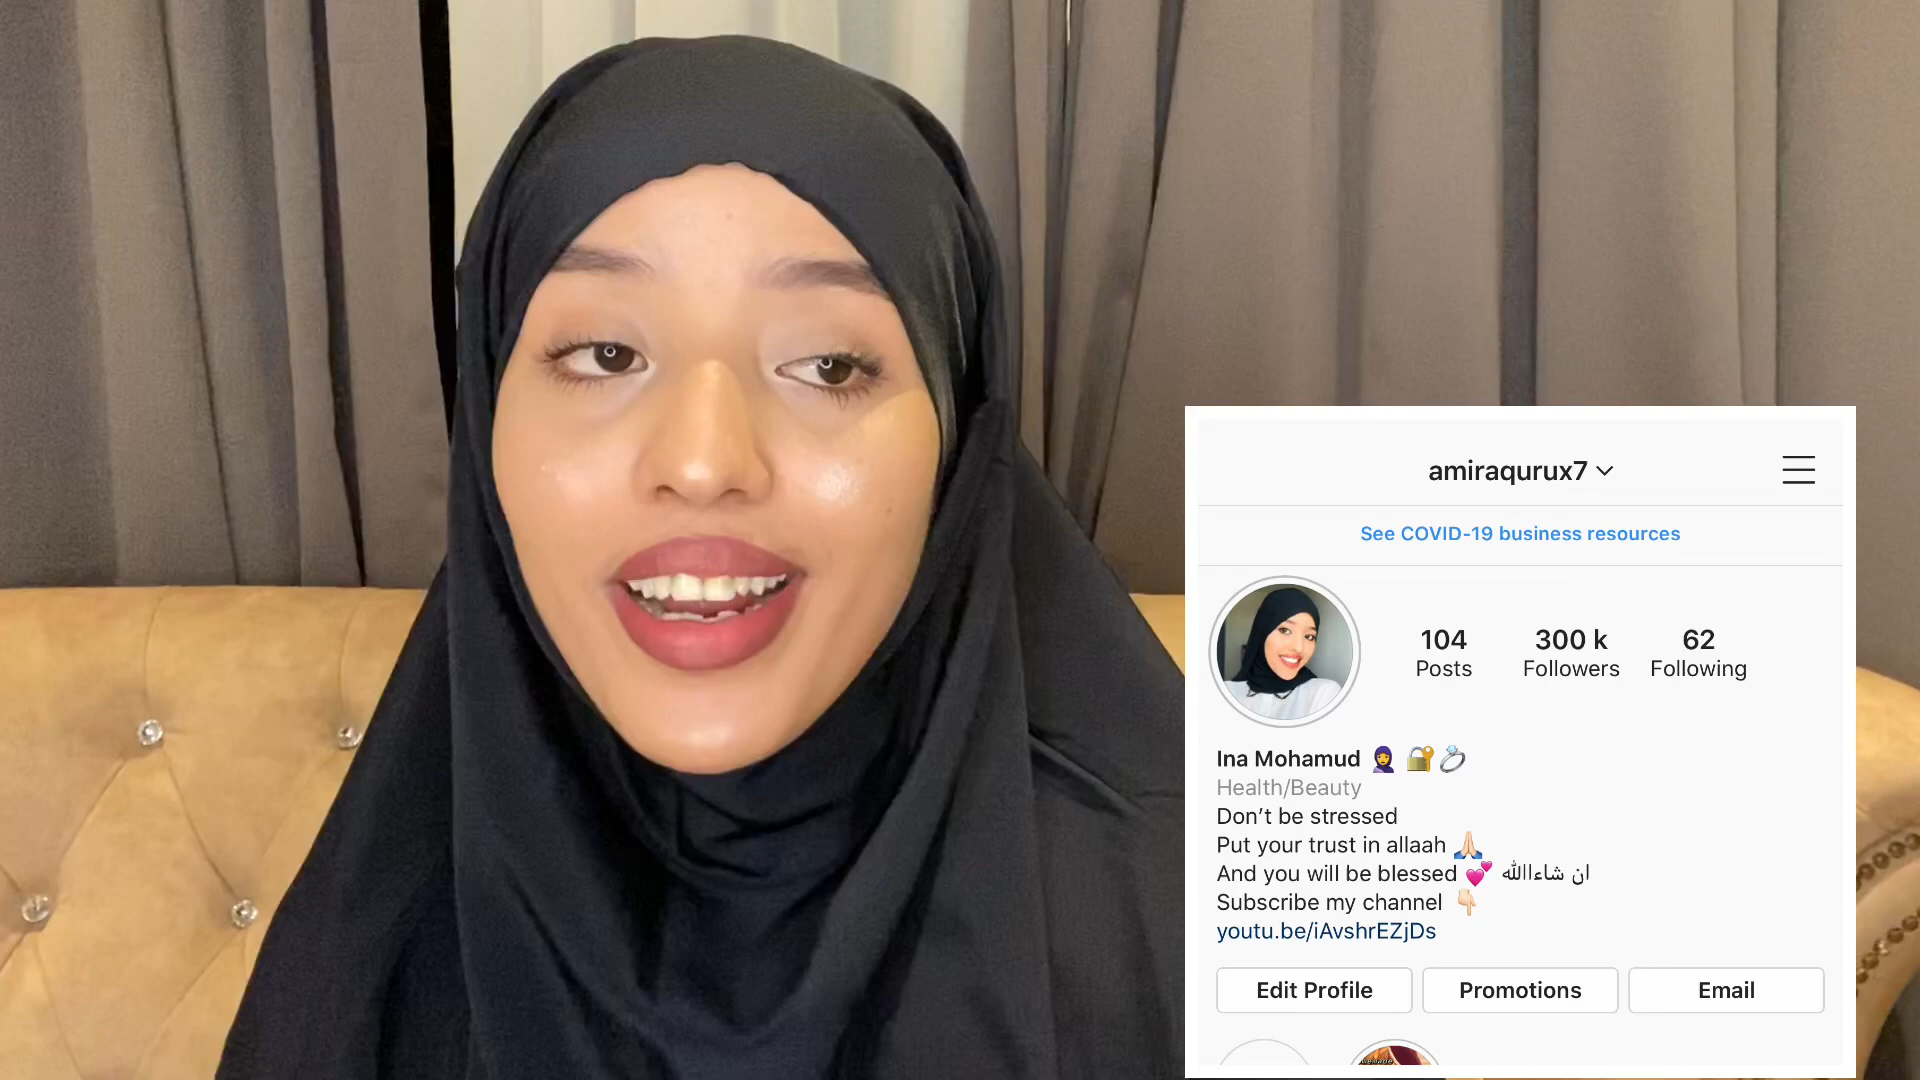 amiraqurux7
See COVID-19 business resources
104 300 k 62
Posts Followers Following
Ina Mohamud 🧕 🔐 💍
Health/Beauty
Don’t be stressed
Put your trust in allaah 🙏🏻
And you will be blessed 💕 ان شاءاالله
Subscribe my channel 👇🏻
youtu.be/iAvshrEZjDs
Edit Profile Promotions Email